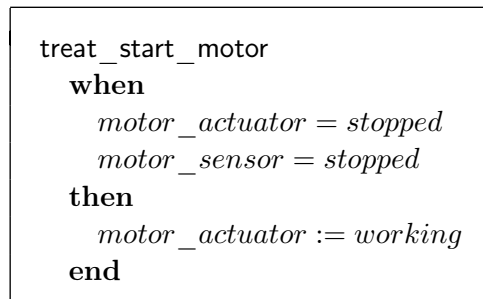 treat_start_motor
when
motor_actuator = stopped
motor_sensor = stopped
then
motor_actuator := working
end